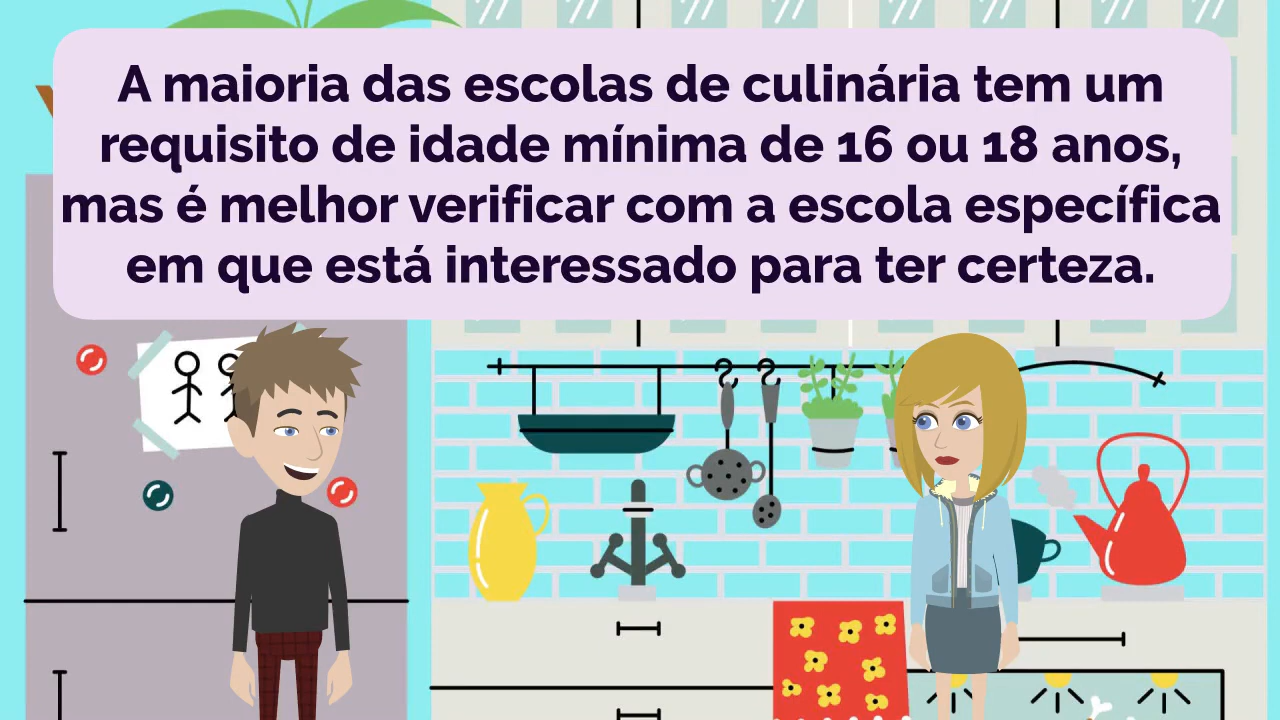 A maioria das escolas de culinária tem um
requisito de idade mínima de 16 ou 18 anos,
mas é melhor verificar com a escola específica
em que está interessado para ter certeza.